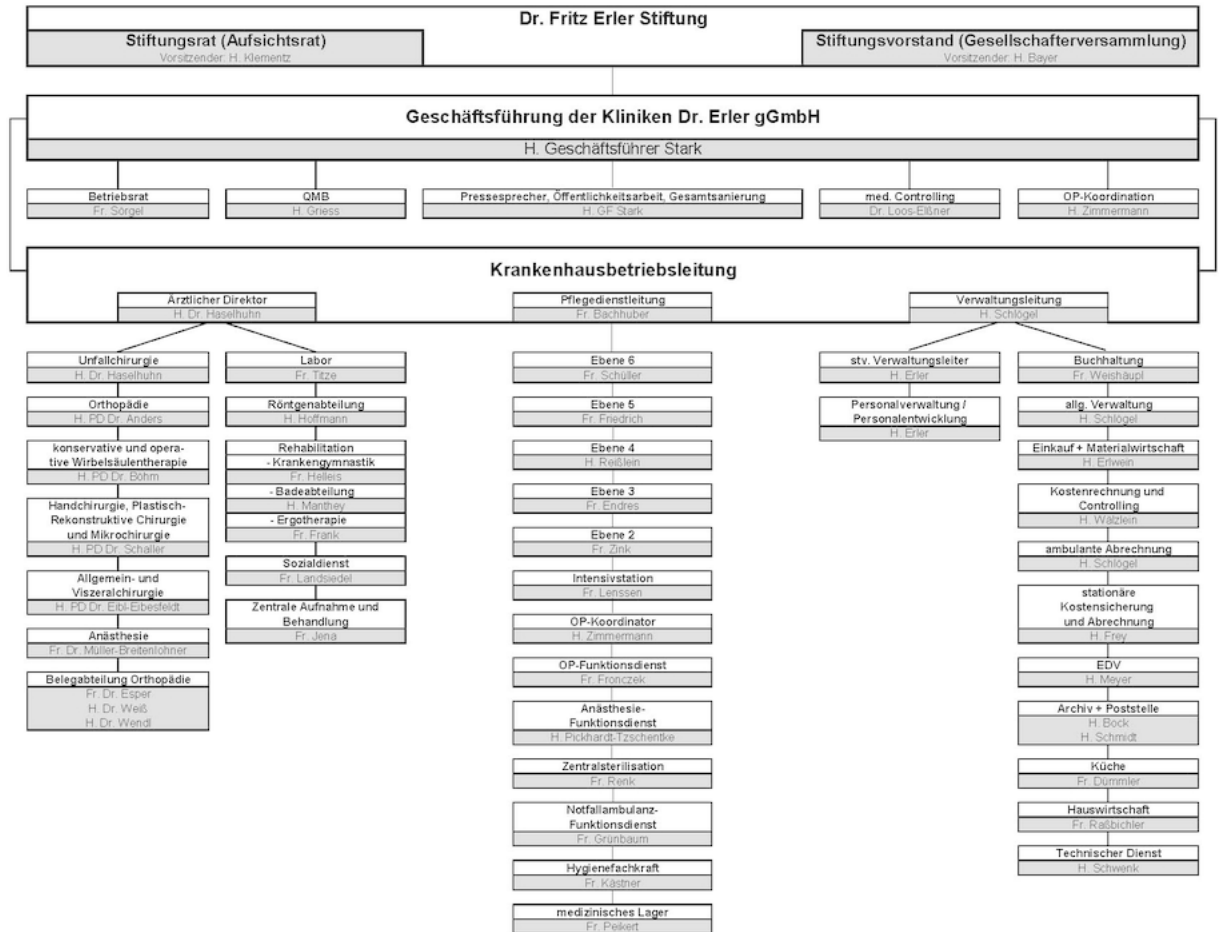 Dr. Fritz Erler Stiftung
Stiftungsrat (Aufsichtsrat)
Vorsitzender: H. Klementz
Stiftungsvorstand (Gesellschafterversammlung)
Vorsitzender: H. Bayer
Geschäftsführung der Kliniken Dr. Erler gGmbH
H. Geschäftsführer Stark
Betriebsrat
Fr. Sörgel
QMB
H. Griess
Pressesprecher, Öffentlichkeitsarbeit, Gesamtsanierung
H. GF Stark
med. Controlling
Dr. Loos-Elßner
OP-Koordination
H. Zimmermann
Krankenhausbetriebsleitung
Ärztlicher Direktor
H. Dr. Haselhuhn
Pflegedienstleitung
Fr. Bachhuber
Verwaltungsleitung
H. Schlögel
Unfallchirurgie
H. Dr. Haselhuhn
Orthopädie
H. PD Dr. Anders
konservative und opera-
tive Wirbelsäulentherapie
H. PD Dr. Böhm
Handchirurgie, Plastisch-
Rekonstruktive Chirurgie
und Mikrochirurgie
H. PD Dr. Schaller
Allgemein- und
Viszeralchirurgie
H. PD Dr. Eibl-Eibesfeldt
Anästhesie
Fr. Dr. Müller-Breitenlohner
Belegabteilung Orthopädie
Fr. Dr. Esper
H. Dr. Weiß
H. Dr. Wendl
Labor
Fr. Titze
Röntgenabteilung
H. Hoffmann
Rehabilitation
- Krankengymnastik
Fr. Helleis
- Badeabteilung
H. Manthey
- Ergotherapie
Fr. Frank
Sozialdienst
Fr. Landsiedel
Zentrale Aufnahme und
Behandlung
Fr. Jena
Ebene 6
Fr. Schüller
Ebene 5
Fr. Friedrich
Ebene 4
H. Reißlein
Ebene 3
Fr. Endres
Ebene 2
Fr. Zink
Intensivstation
Fr. Lenssen
OP-Koordinator
H. Zimmermann
OP-Funktionsdienst
Fr. Fronczek
Anästhesie-
Funktionsdienst
H. Pickhardt-Tzschentke
Zentralsterilisation
Fr. Renk
Notfallambulanz-
Funktionsdienst
Fr. Grünbaum
Hygienefachkraft
Fr. Kästner
medizinisches Lager
Fr. Peikert
stv. Verwaltungsleiter
H. Erler
Personalverwaltung /
Personalentwicklung
H. Erler
Buchhaltung
Fr. Weishäupl
allg. Verwaltung
H. Schlögel
Einkauf + Materialwirtschaft
H. Erlwein
Kostenrechnung und
Controlling
H. Wälzlein
ambulante Abrechnung
H. Schlögel
stationäre
Kostensicherung
und Abrechnung
H. Frey
EDV
H. Meyer
Archiv + Poststelle
H. Bock
H. Schmidt
Küche
Fr. Dümmler
Hauswirtschaft
Fr. Raßbichler
Technischer Dienst
H. Schwenk